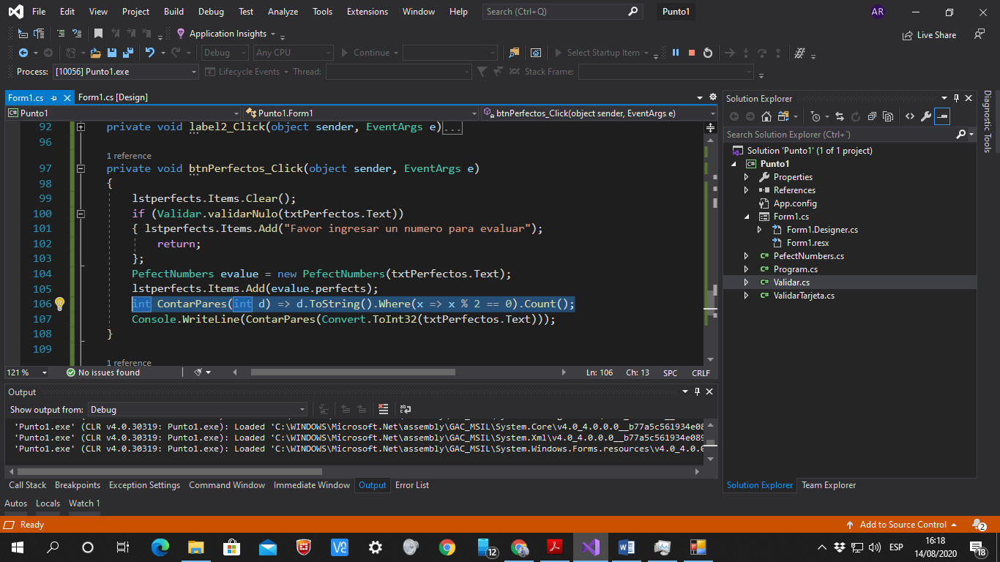 File Edit View Project Build Debug Test Analyze Tools Extensions Window Help Search (Ctrl+Q) Punto1 AR
Application Insights Live Share
Debug Any CPU Continue Select Startup Item
Process: [10056] Punto1.exe Lifecycle Events Thread: Stack Frame:
Form1.cs Form1.cs [Design]
Punto1 Punto1.Form1 btnPerfectos_Click(object sender, EventArgs e)
92 private void label2_Click(object sender, EventArgs e)...
96
1 reference
97 private void btnPerfectos_Click(object sender, EventArgs e)
98 {
99 lstperfects.Items.Clear();
100 if (Validar.validarNulo(txtPerfectos.Text))
101 { lstperfects.Items.Add("Favor ingresar un numero para evaluar");
102 return;
103 };
104 PefectNumbers evalue = new PefectNumbers(txtPerfectos.Text);
105 lstperfects.Items.Add(evalue.perfects);
106 int ContarPares(int d) => d.ToString().Where(x => x % 2 == 0).Count();
107 Console.WriteLine(ContarPares(Convert.ToInt32(txtPerfectos.Text)));
108 }
109
1 reference
121 % No issues found Ln: 106 Ch: 13 SPC CRLF
Output
Show output from: Debug
'Punto1.exe' (CLR v4.0.30319: Punto1.exe): Loaded 'C:\WINDOWS\Microsoft.Net\assembly\GAC_MSIL\System.Core\v4.0_4.0.0.0__b77a5c561934e08
'Punto1.exe' (CLR v4.0.30319: Punto1.exe): Loaded 'C:\WINDOWS\Microsoft.Net\assembly\GAC_MSIL\System.Xml\v4.0_4.0.0.0__b77a5c561934e089
'Punto1.exe' (CLR v4.0.30319: Punto1.exe): Loaded 'C:\WINDOWS\Microsoft.Net\assembly\GAC_MSIL\System.Windows.Forms.resources\v4.0_4.0.0
Call Stack Breakpoints Exception Settings Command Window Immediate Window Output Error List
Autos Locals Watch 1
Solution Explorer
Search Solution Explorer (Ctrl+´)
Solution 'Punto1' (1 of 1 project)
C# Punto1
Properties
References
App.config
Form1.cs
Form1.Designer.cs
Form1.resx
C# PefectNumbers.cs
C# Program.cs
C# Validar.cs
C# ValidarTarjeta.cs
Solution Explorer Team Explorer
Diagnostic Tools
Ready Add to Source Control 2
12 ESP 16:18
14/08/2020 18